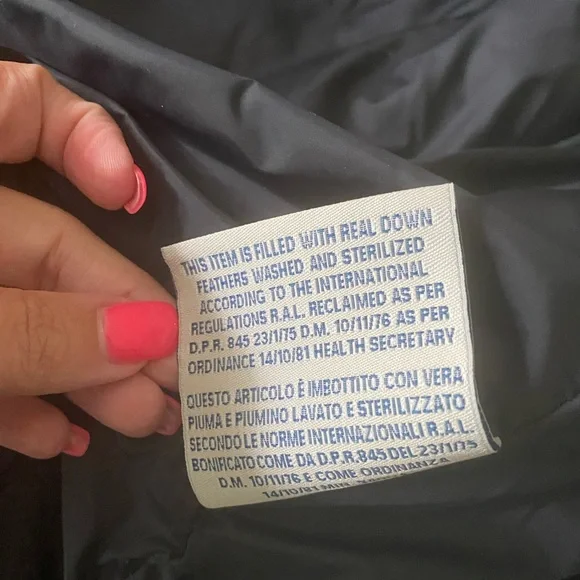 THIS ITEM IS FILLED WITH REAL DOWN
FEATHERS WASHED AND STERILIZED
ACCORDING TO THE INTERNATIONAL
REGULATIONS R.A.L. RECLAIMED AS PER
D.P.R. 845 23/1/75 D.M. 10/11/76 AS PER
ORDINANCE 14/10/81 HEALTH SECRETARY
QUESTO ARTICOLO È IMBOTTITO CON VERA
PIUMA E PIUMINO LAVATO E STERILIZZATO
SECONDO LE NORME INTERNAZIONALI R.A.L.
BONIFICATO COME DA D.P.R.845 DEL 23/1/75
D.M. 10/11/76 E COME ORDINANZA
14/10/81